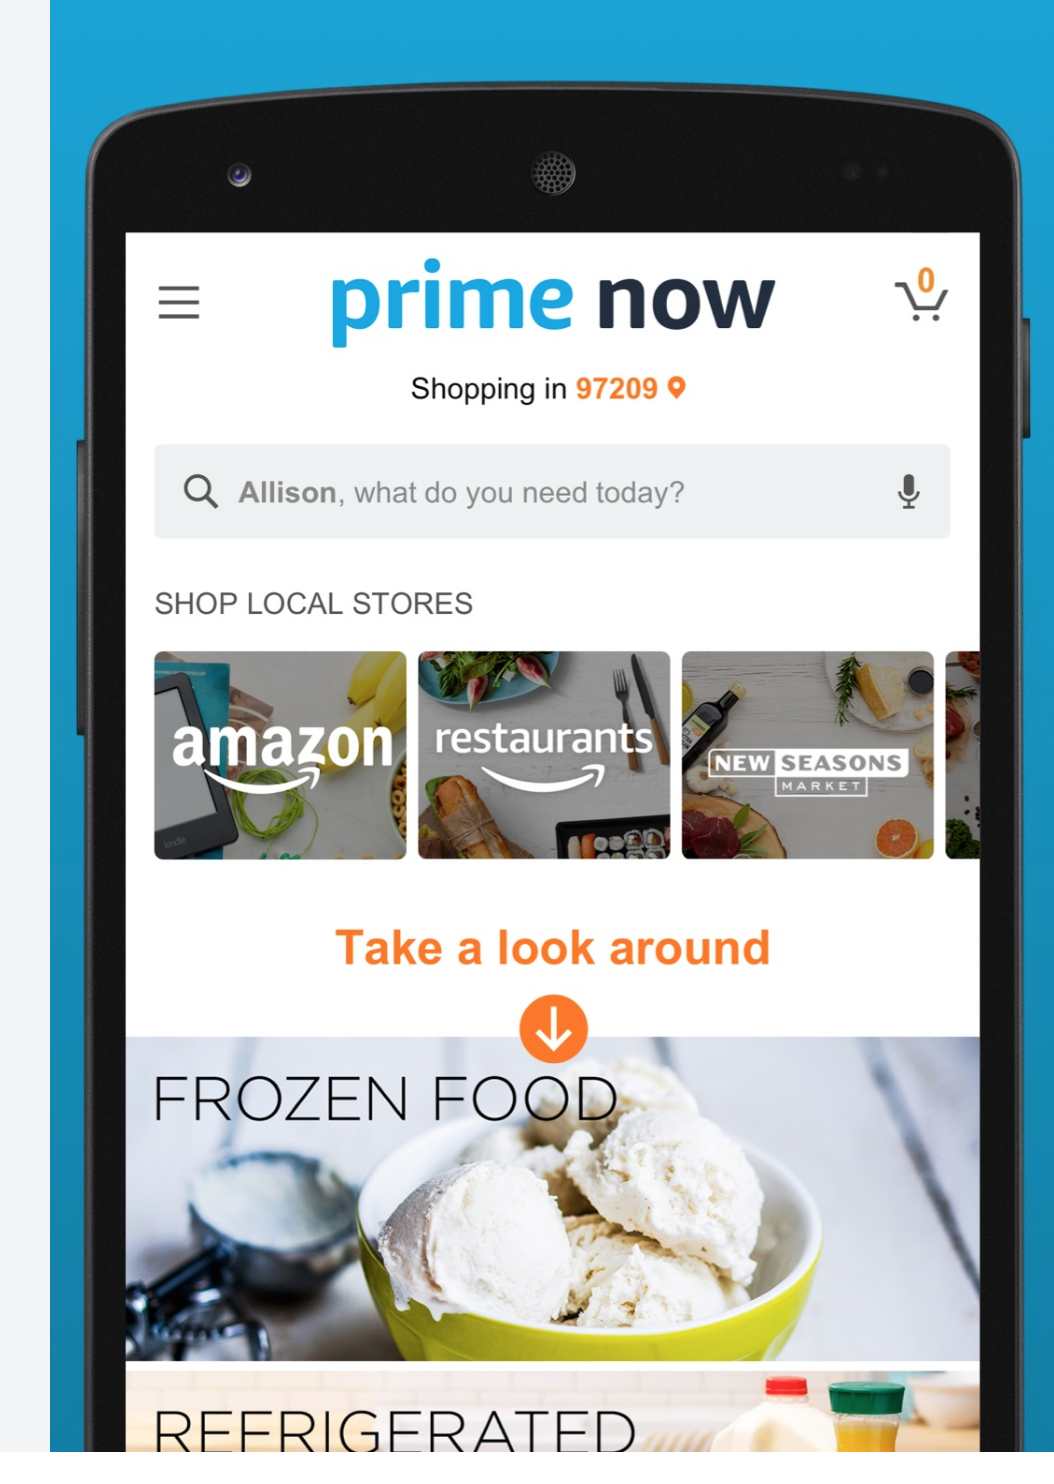 prime now
0
Shopping in 97209
Allison, what do you need today?
SHOP LOCAL STORES
amazon
restaurants
NEW SEASONS
MARKET
kindle
Take a look around
FROZEN FOOD
REFRIGERATED